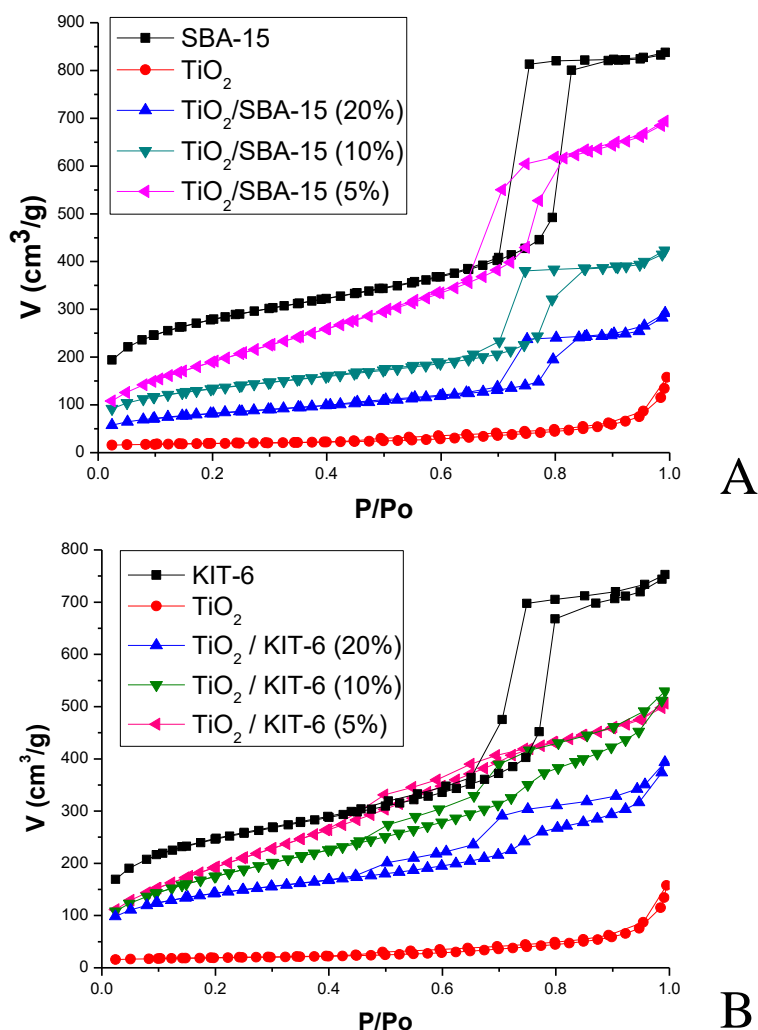 900
800
700
600
500
400
300
200
100
0
V (cm³/g)
SBA-15
TiO₂
TiO₂/SBA-15 (20%)
TiO₂/SBA-15 (10%)
TiO₂/SBA-15 (5%)
0.0 0.2 0.4 0.6 0.8 1.0
P/Po
A
800
700
600
500
400
300
200
100
0
V (cm³/g)
KIT-6
TiO₂
TiO₂ / KIT-6 (20%)
TiO₂ / KIT-6 (10%)
TiO₂ / KIT-6 (5%)
0.0 0.2 0.4 0.6 0.8 1.0
P/Po
B